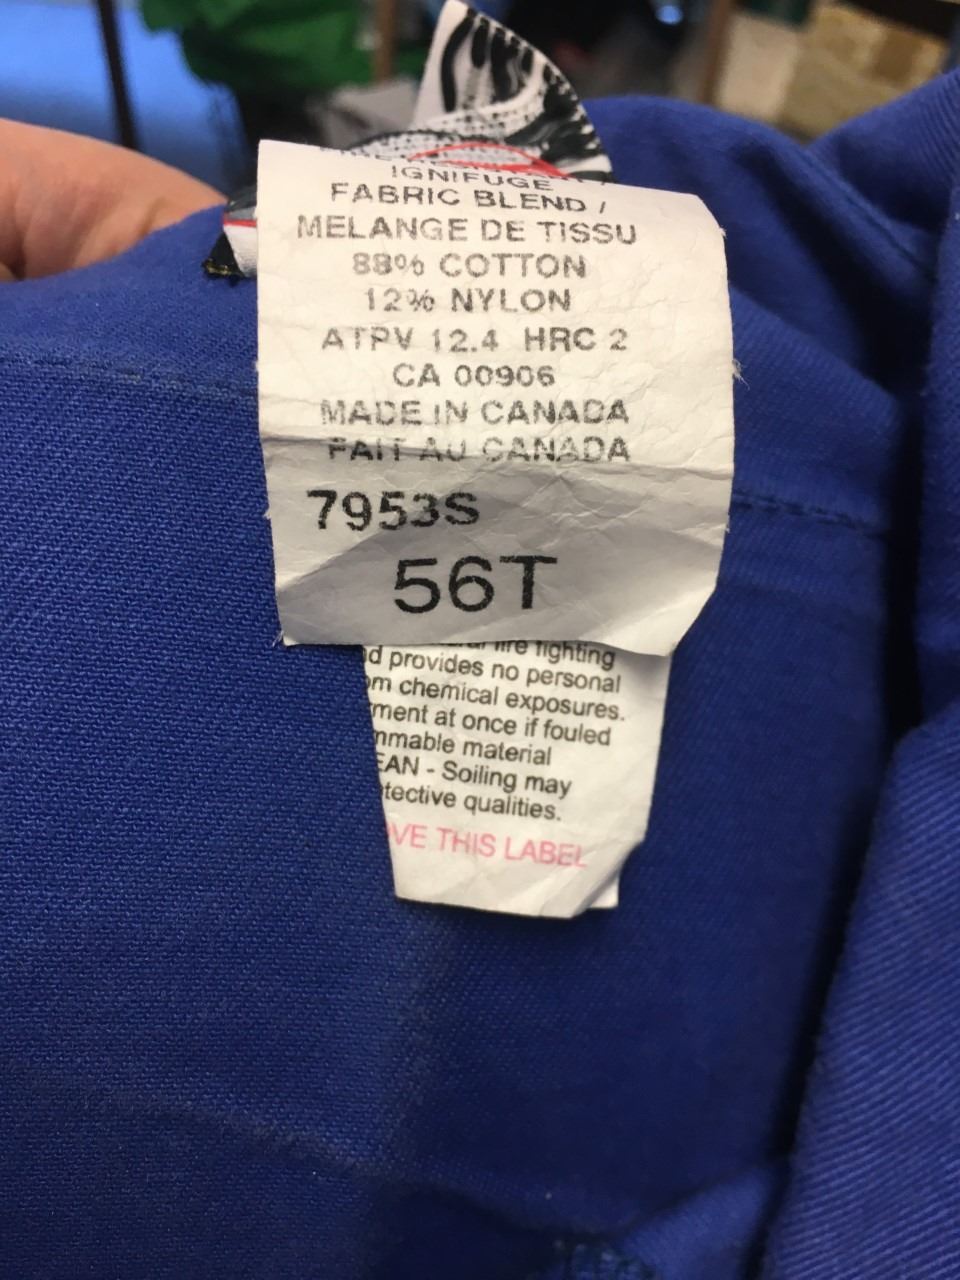 IGNIFUGE
FABRIC BLEND /
MELANGE DE TISSU
88% COTTON
12% NYLON
ATPV 12.4 HRC 2
CA 00906
MADE IN CANADA
FAIT AU CANADA
7953S
56T
fire fighting
d provides no personal
om chemical exposures.
ment at once if fouled
mmable material
EAN - Soiling may
tective qualities.
VE THIS LABEL